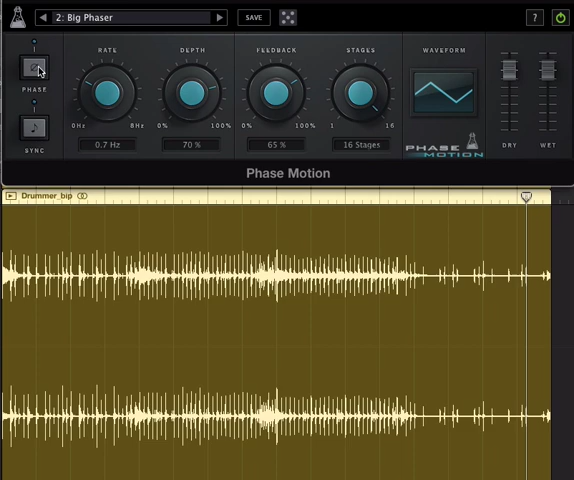 2: Big Phaser
SAVE
?
PHASE
SYNC
RATE
0Hz 8Hz
0.7 Hz
DEPTH
0% 100%
70 %
FEEDBACK
0% 100%
65 %
STAGES
1 16
16 Stages
WAVEFORM
PHASE
MOTION
DRY
WET
Phase Motion
Drummer_bip